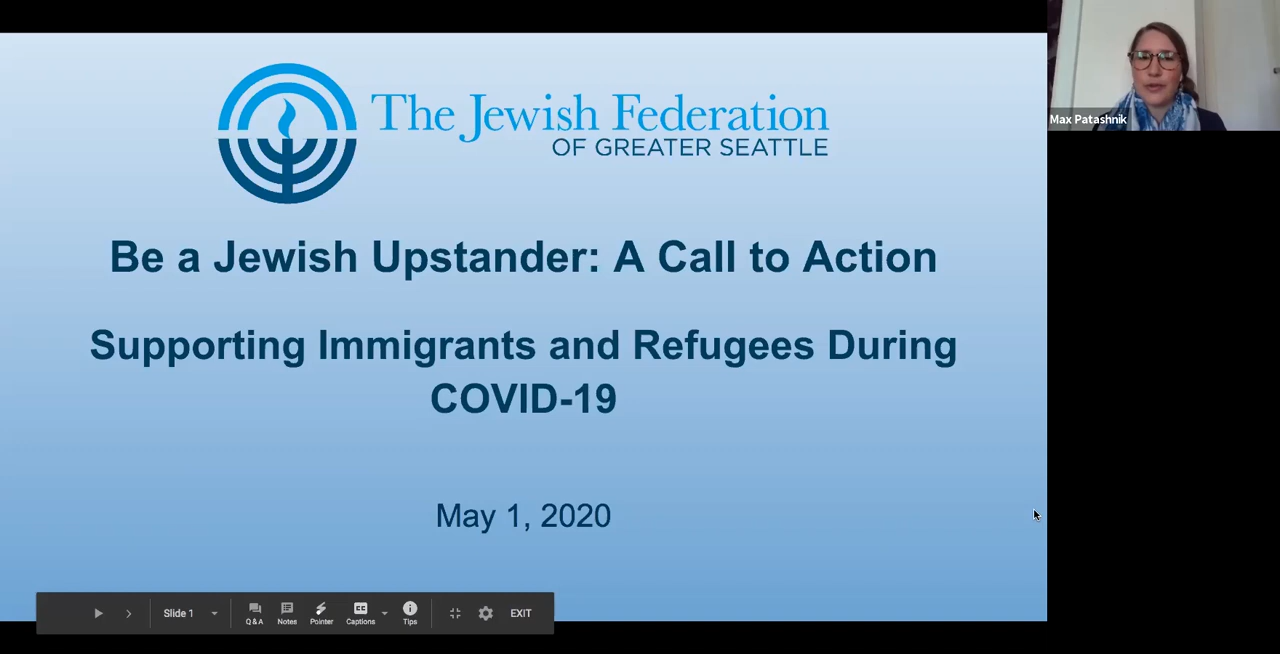 The Jewish Federation
OF GREATER SEATTLE
Max Patashnik
Be a Jewish Upstander: A Call to Action
Supporting Immigrants and Refugees During
COVID-19
May 1, 2020
Slide 1
Q&A
Notes
Pointer
CC
Captions
Tips
EXIT